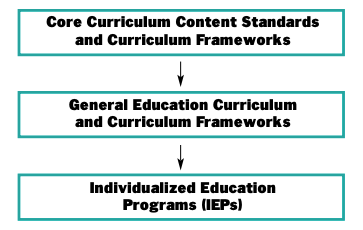 Core Curriculum Content Standards
and Curriculum Frameworks
General Education Curriculum
and Curriculum Frameworks
Individualized Education
Programs (IEPs)